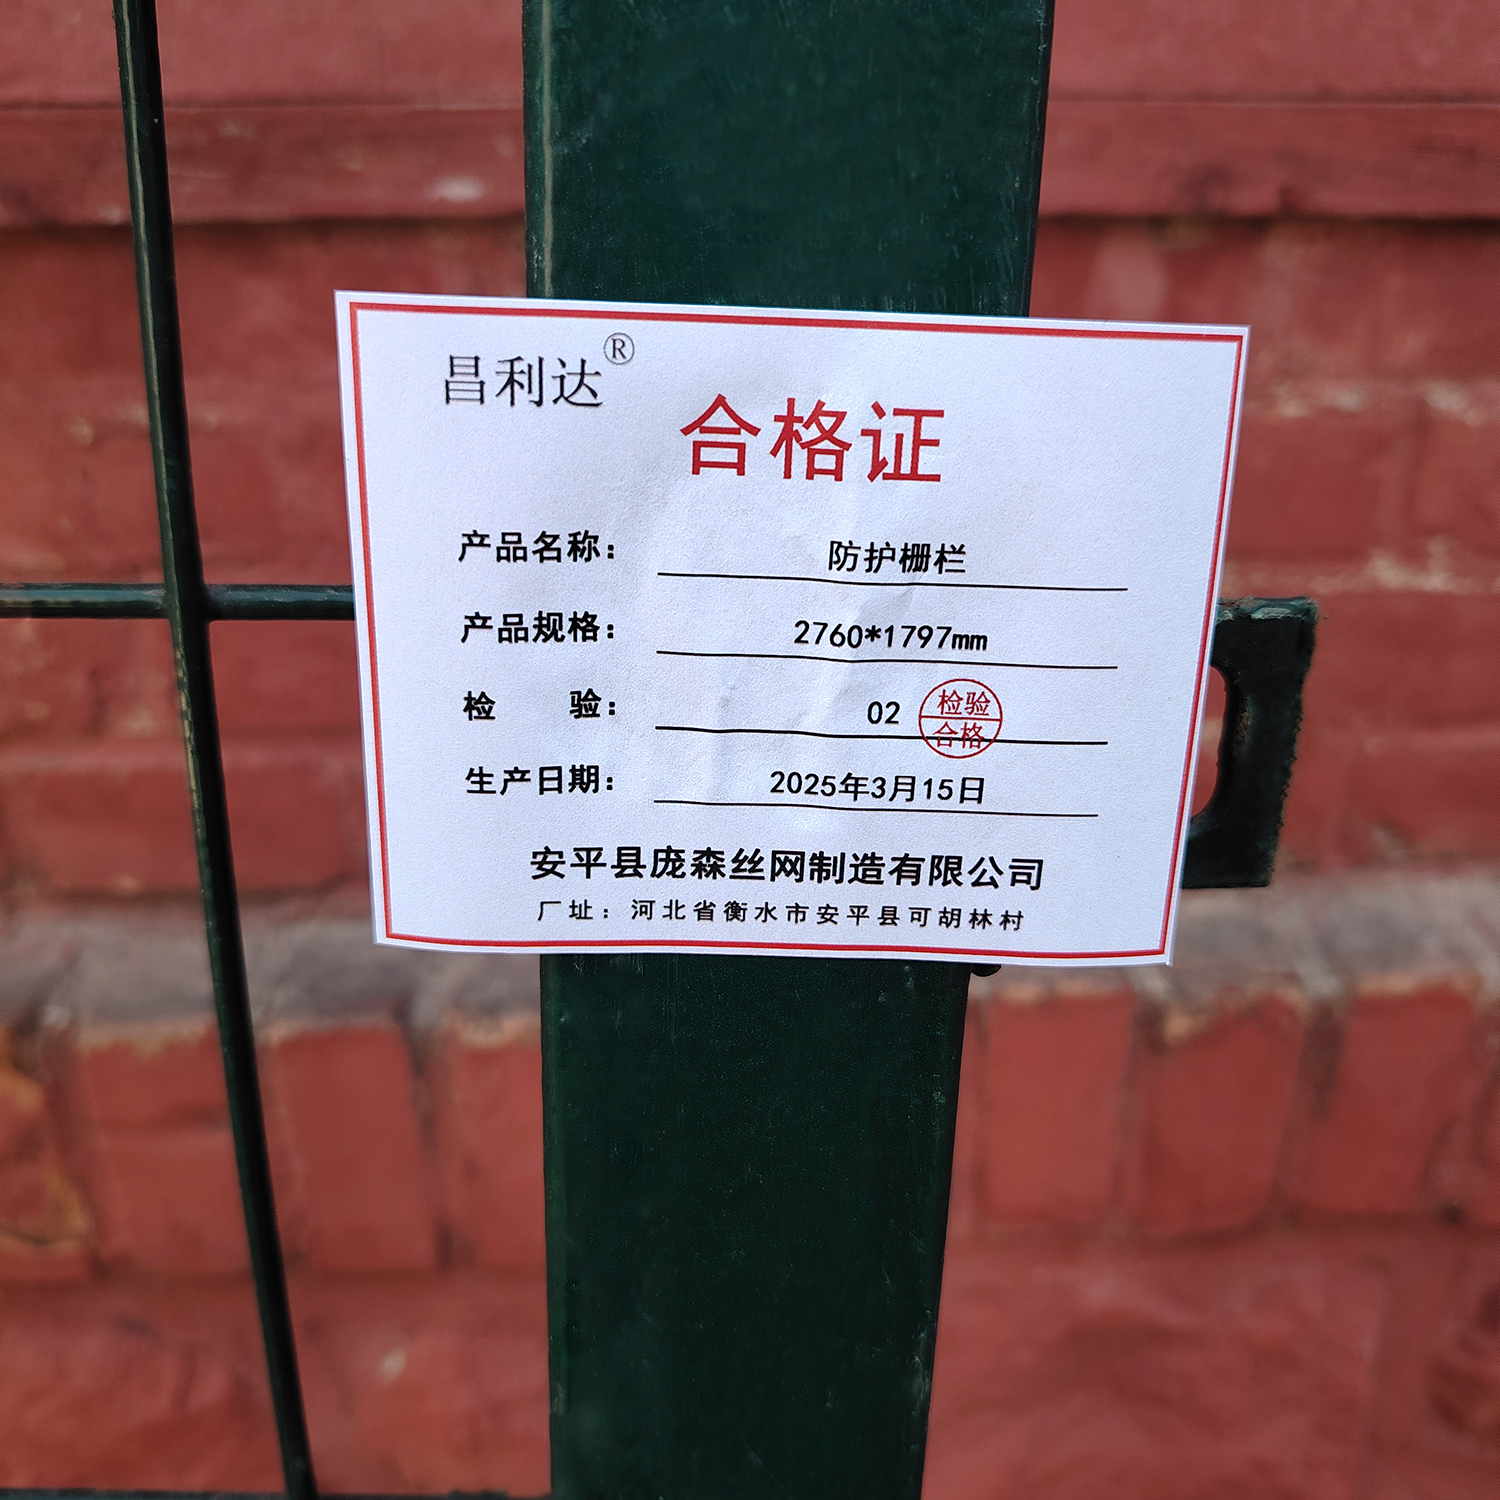 昌利达®
合格证
产品名称： 防护栅栏
产品规格： 2760*1797mm
检 验： 02 检验合格
生产日期： 2025年3月15日
安平县庞森丝网制造有限公司
厂址：河北省衡水市安平县可胡林村